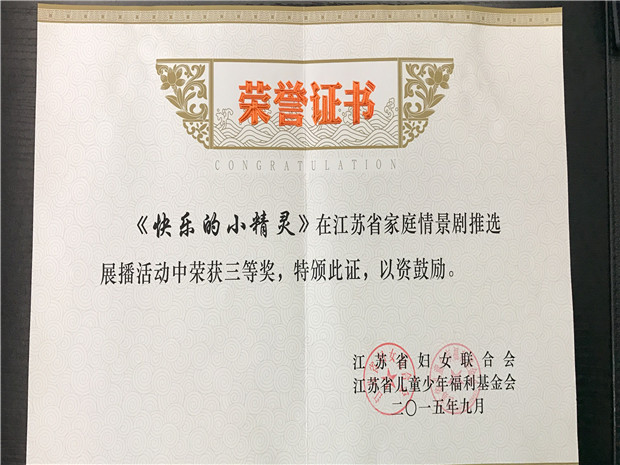 荣誉证书
CONGRATULATION
《快乐的小精灵》在江苏省家庭情景剧推选
展播活动中荣获三等奖，特颁此证，以资鼓励。
江苏省妇女联合会
江苏省儿童少年福利基金会
二〇一五年九月